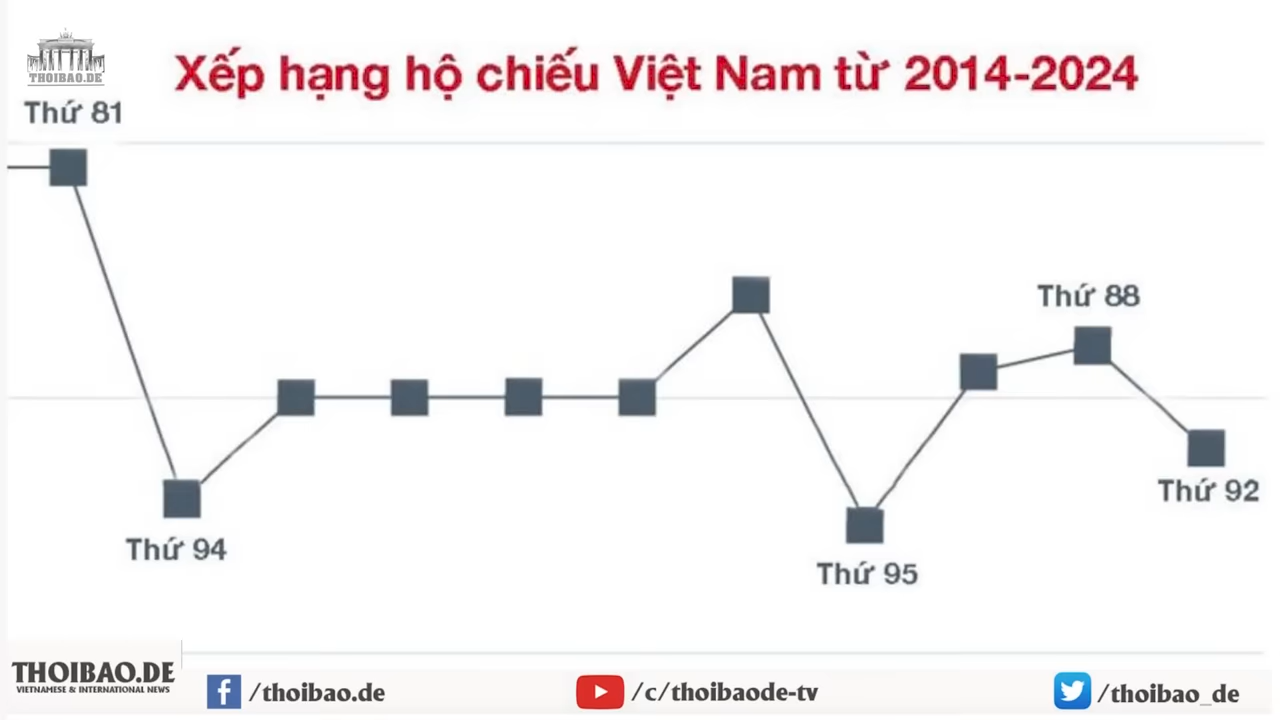 THOIBAO.DE
Xếp hạng hộ chiếu Việt Nam từ 2014-2024
Thứ 81
Thứ 88
Thứ 92
Thứ 94
Thứ 95
THOIBAO.DE
VIETNAMESE & INTERNATIONAL NEWS
/thoibao.de
/c/thoibaode-tv
/thoibao_de